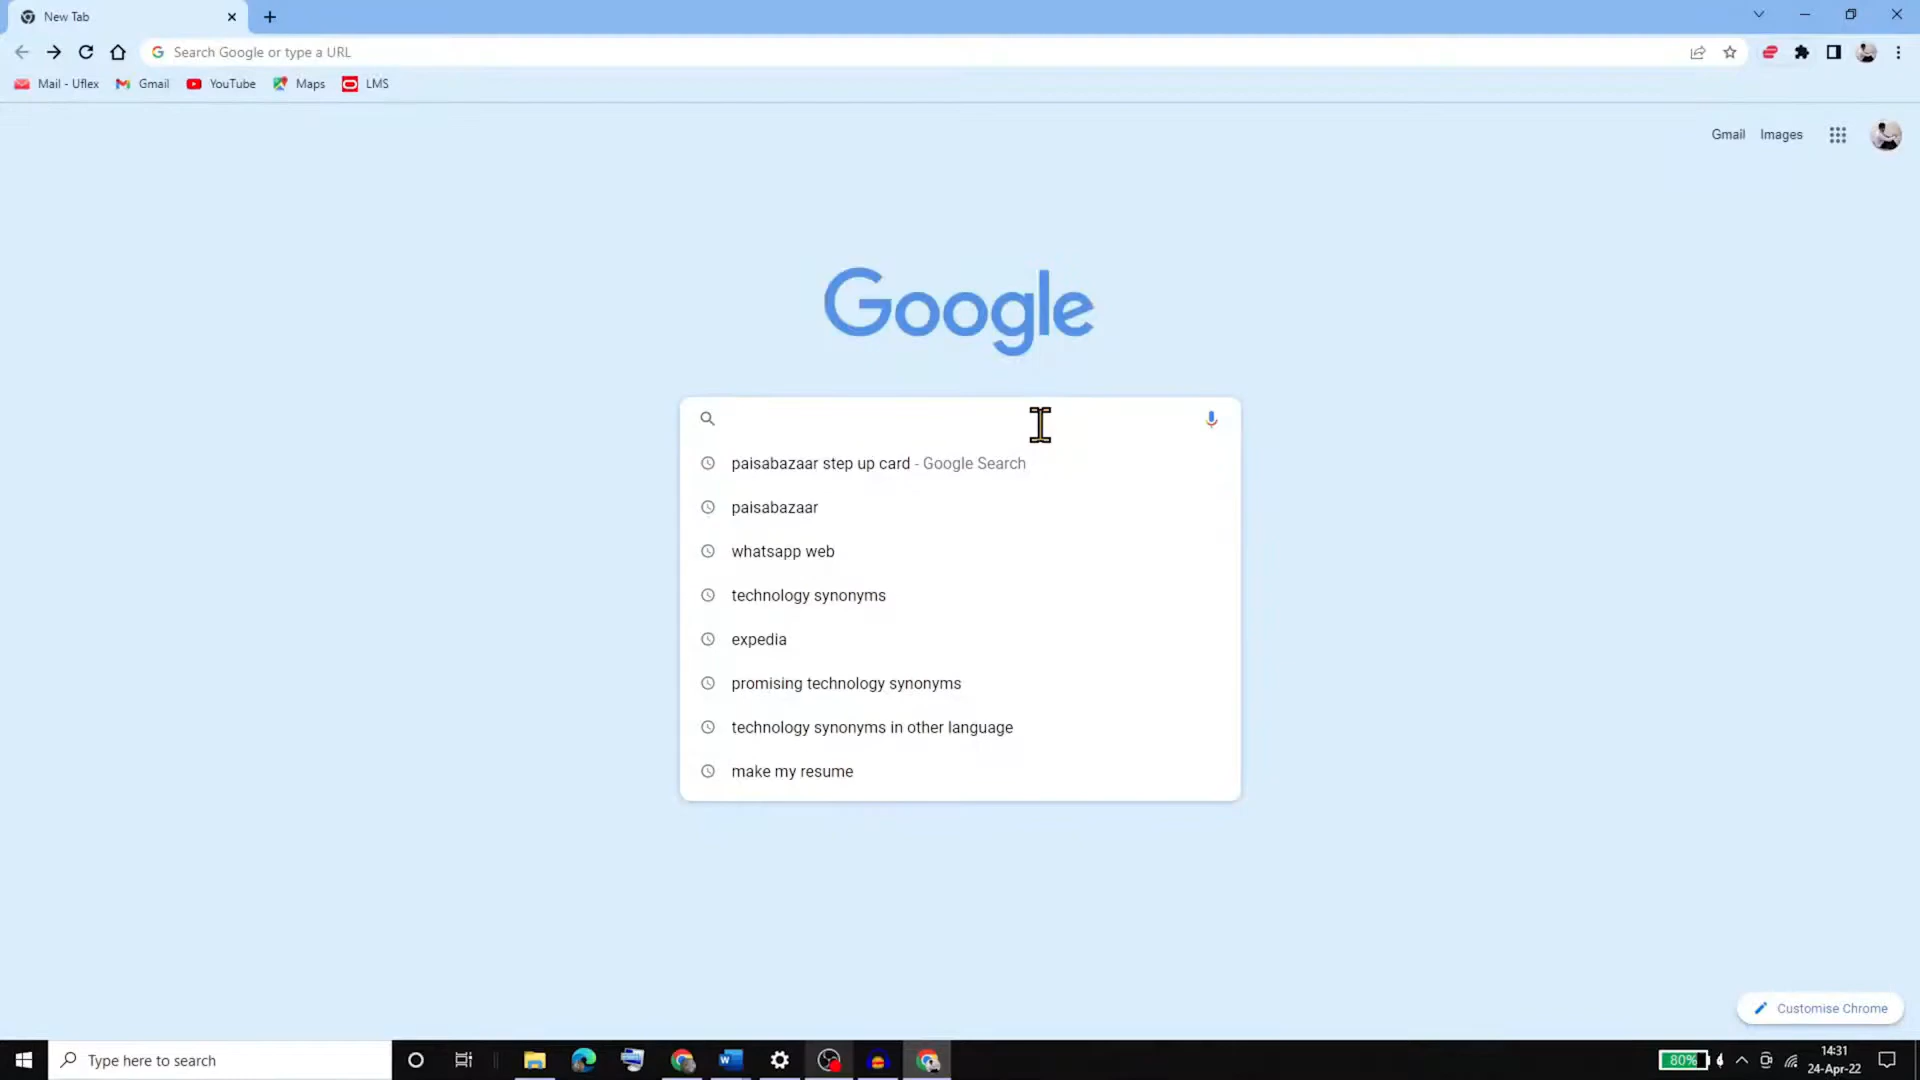 New Tab
Search Google or type a URL
Mail - Uflex
Gmail
YouTube
Maps
LMS
Gmail
Images
Google
paisabazaar step up card - Google Search
paisabazaar
whatsapp web
technology synonyms
expedia
promising technology synonyms
technology synonyms in other language
make my resume
Customise Chrome
Type here to search
80%
14:31
24-Apr-22